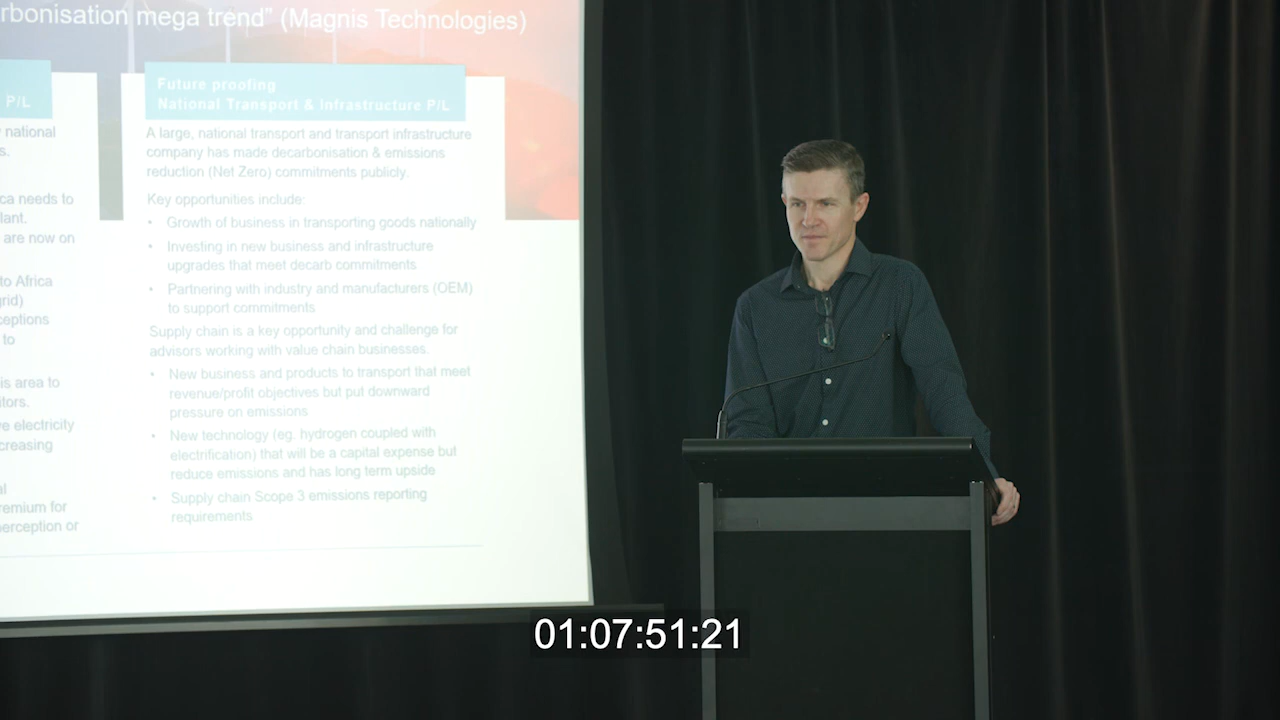 rbonisation mega trend" (Magnis Technologies)
P/L
national
s.
ca needs to
lant.
are now on
to Africa
grid)
ceptions
to
is area to
itors.
ve electricity
creasing
al
remium for
perception or
Future proofing
National Transport & Infrastructure P/L
A large, national transport and transport infrastructure
company has made decarbonisation & emissions
reduction (Net Zero) commitments publicly.
Key opportunities include:
• Growth of business in transporting goods nationally
• Investing in new business and infrastructure
upgrades that meet decarb commitments
• Partnering with industry and manufacturers (OEM)
to support commitments
Supply chain is a key opportunity and challenge for
advisors working with value chain businesses.
• New business and products to transport that meet
revenue/profit objectives but put downward
pressure on emissions
• New technology (eg. hydrogen coupled with
electrification) that will be a capital expense but
reduce emissions and has long term upside
• Supply chain Scope 3 emissions reporting
requirements
01:07:51:21